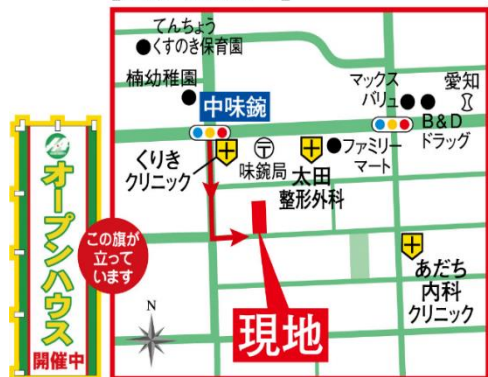 てんちょう
くすのき保育園
楠幼稚園
中味鋺
マックス
バリュ
愛知
B&D
ドラッグ
くりき
クリニック
味鋺局
太田
整形外科
ファミリー
マート
あだち
内科
クリニック
現地
N
オープンハウス
開催中
この旗が
立って
います